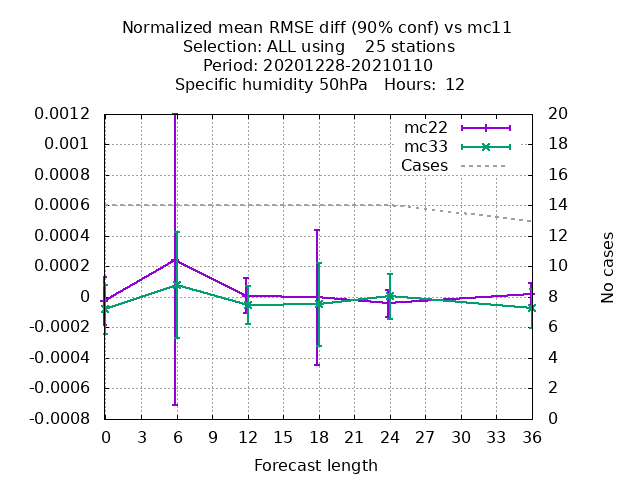 Normalized mean RMSE diff (90% conf) vs mc11
Selection: ALL using    25 stations
Period: 20201228-20210110
Specific humidity 50hPa   Hours:  12
mc22
mc33
Cases
0.0012
0.001
0.0008
0.0006
0.0004
0.0002
0
-0.0002
-0.0004
-0.0006
-0.0008
20
18
16
14
12
10
8
6
4
2
0
No cases
0 3 6 9 12 15 18 21 24 27 30 33 36
Forecast length